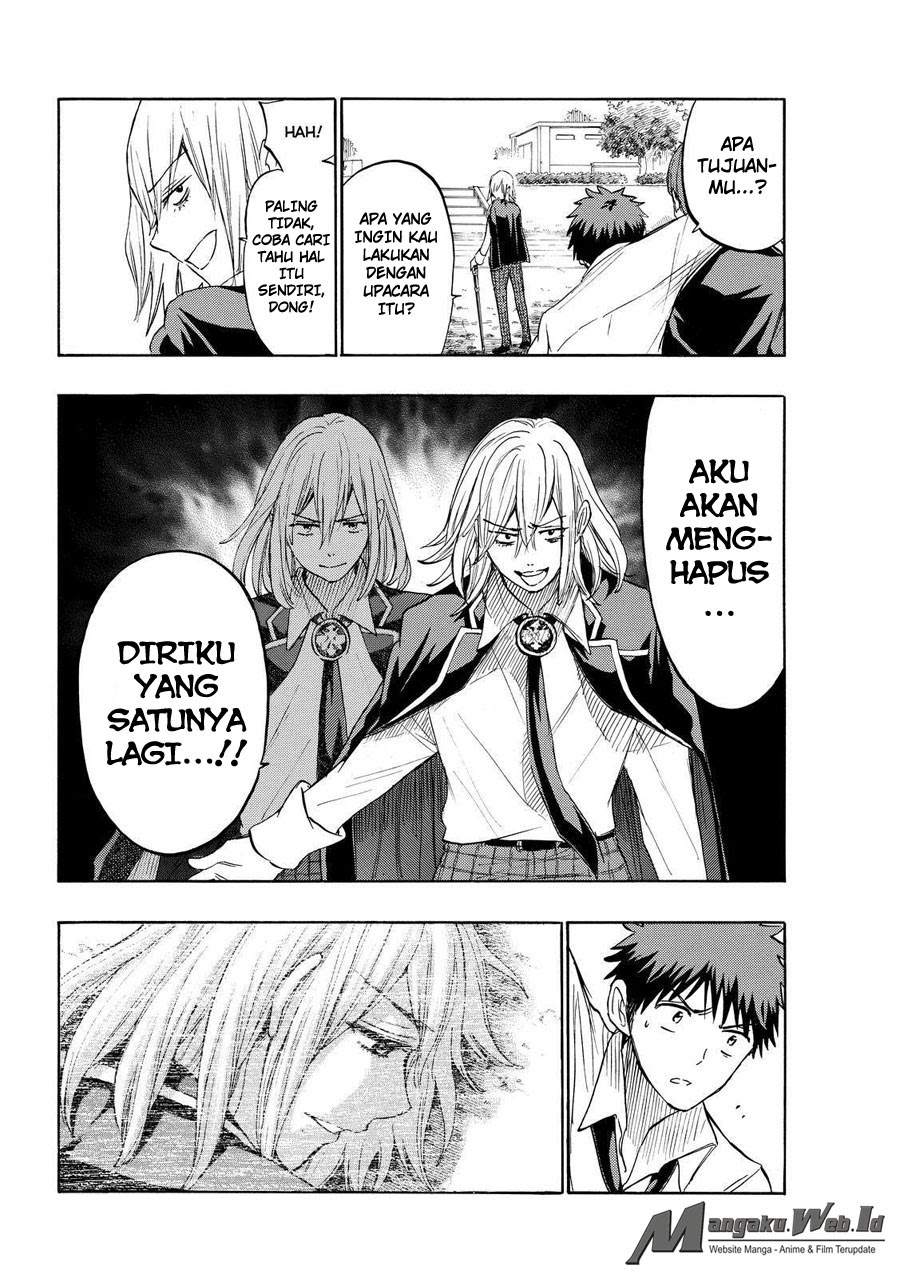 APA
TUJUAN-
MU...?
APA YANG
INGIN KAU
LAKUKAN
DENGAN
UPACARA
ITU?
HAH!
PALING
TIDAK,
COBA CARI
TAHU HAL
ITU
SENDIRI,
DONG!
AKU
AKAN
MENG-
HAPUS
...
DIRIKU
YANG
SATUNYA
LAGI...!!
Mangaku.Web.Id
Website Manga - Anime & Film Terupdate